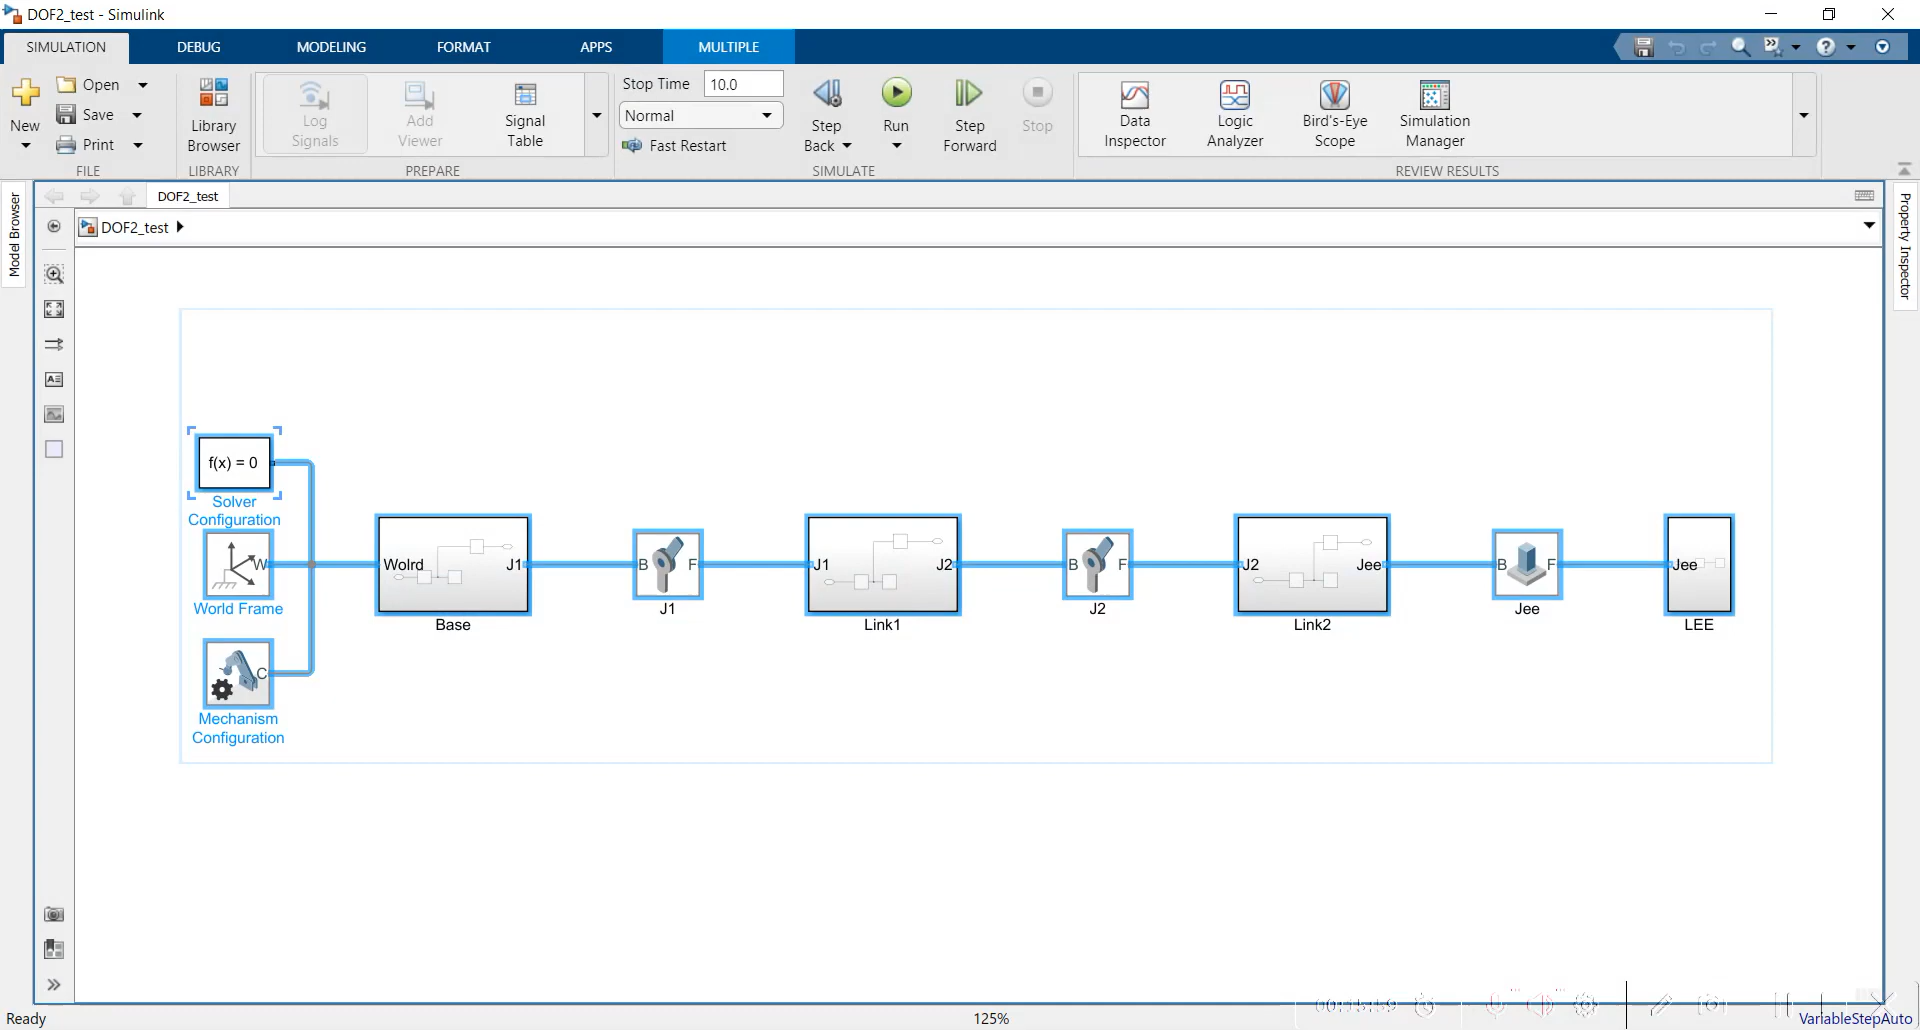 DOF2_test - Simulink
SIMULATION
DEBUG
MODELING
FORMAT
APPS
MULTIPLE
New
Open
Save
Print
FILE
Library
Browser
LIBRARY
Log
Signals
Add
Viewer
Signal
Table
PREPARE
Stop Time 10.0
Normal
Fast Restart
Step
Back
Run
Step
Forward
Stop
SIMULATE
Data
Inspector
Logic
Analyzer
Bird's-Eye
Scope
Simulation
Manager
REVIEW RESULTS
Model Browser
DOF2_test
DOF2_test
Property Inspector
f(x) = 0
Solver
Configuration
W
World Frame
C
Mechanism
Configuration
Wolrd J1
Base
B F
J1
J1 J2
Link1
B F
J2
J2 Jee
Link2
B F
Jee
Jee
LEE
Ready
125%
VariableStepAuto